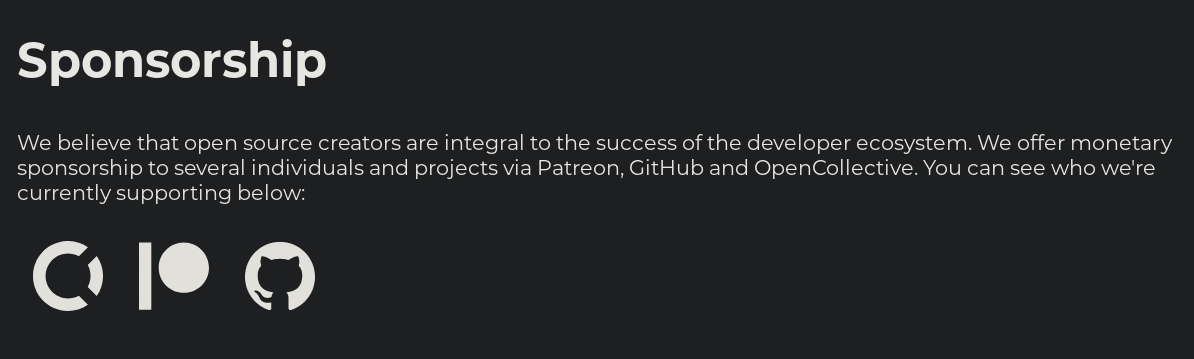 Sponsorship
We believe that open source creators are integral to the success of the developer ecosystem. We offer monetary
sponsorship to several individuals and projects via Patreon, GitHub and OpenCollective. You can see who we're
currently supporting below: